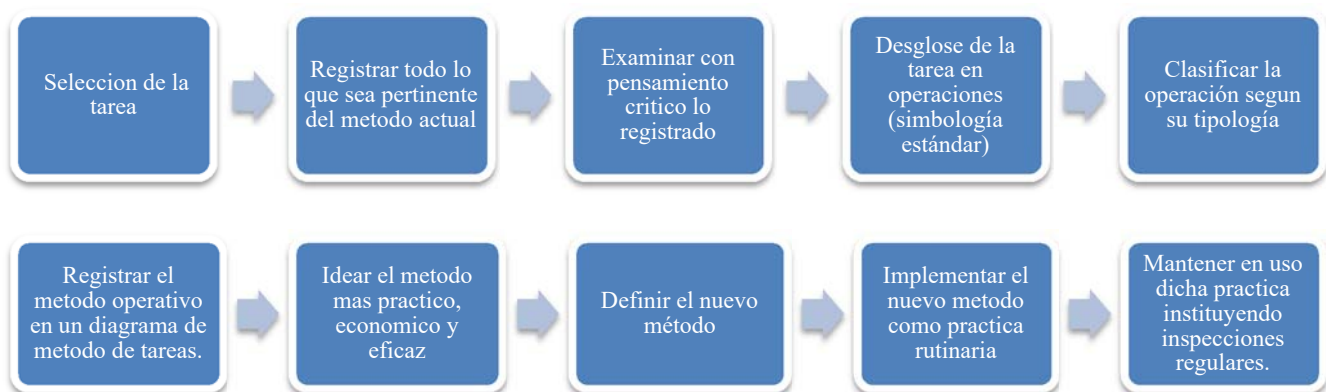 Seleccion de la
tarea
Registrar todo lo
que sea pertinente
del metodo actual
Examinar con
pensamiento
critico lo
registrado
Desglose de la
tarea en
operaciones
(simbología
estándar)
Clasificar la
operación segun
su tipología
Registrar el
metodo operativo
en un diagrama de
metodo de tareas.
Idear el metodo
mas practico,
economico y
eficaz
Definir el nuevo
método
Implementar el
nuevo metodo
como practica
rutinaria
Mantener en uso
dicha practica
instituyendo
inspecciones
regulares.